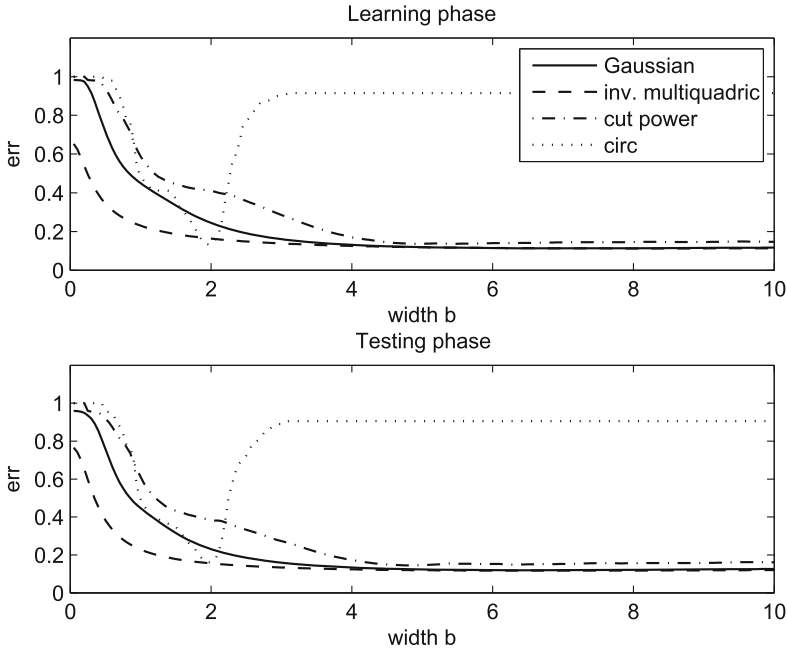 Learning phase
1
0.8
0.6
0.4
0.2
0
err
Gaussian
inv. multiquadric
cut power
circ
0 2 4 6 8 10
width b
Testing phase
1
0.8
0.6
0.4
0.2
0
err
0 2 4 6 8 10
width b